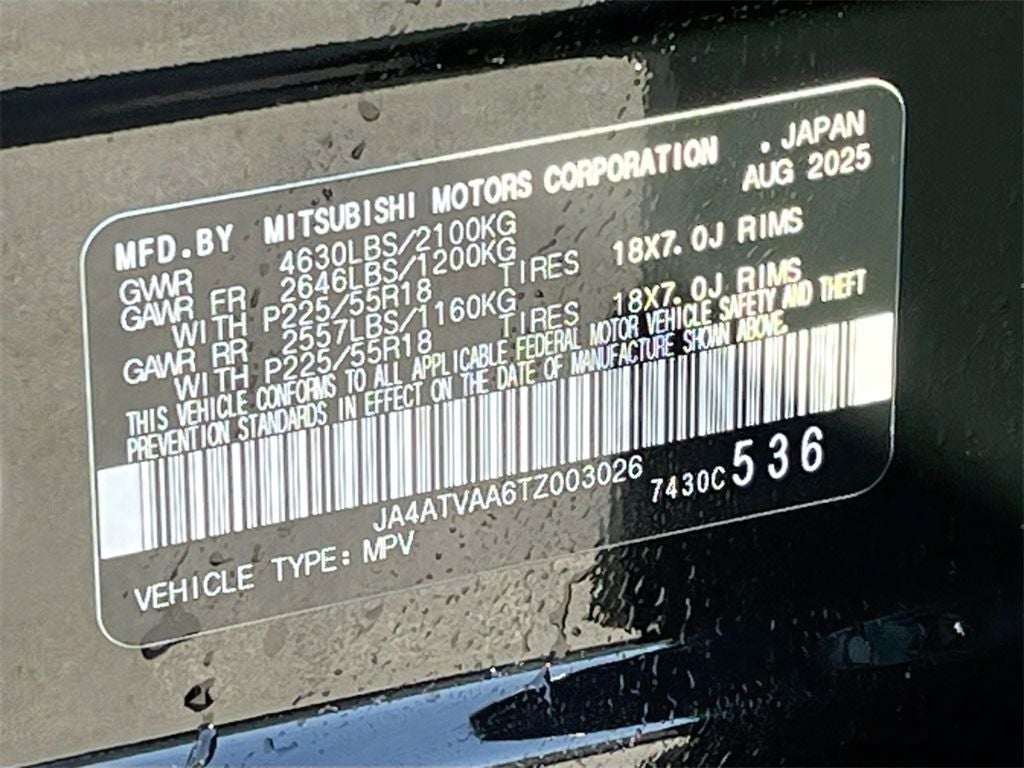 MFD.BY MITSUBISHI MOTORS CORPORATION . JAPAN
AUG 2025
GVWR 4630LBS/2100KG
GAWR FR 2646LBS/1200KG
WITH P225/55R18 TIRES 18X7.0J RIMS
GAWR RR 2557LBS/1160KG
WITH P225/55R18 TIRES 18X7.0J RIMS
THIS VEHICLE CONFORMS TO ALL APPLICABLE FEDERAL MOTOR VEHICLE SAFETY AND THEFT
PREVENTION STANDARDS IN EFFECT ON THE DATE OF MANUFACTURE SHOWN ABOVE.
JA4ATVAA6TZ003026 7430C536
VEHICLE TYPE: MPV